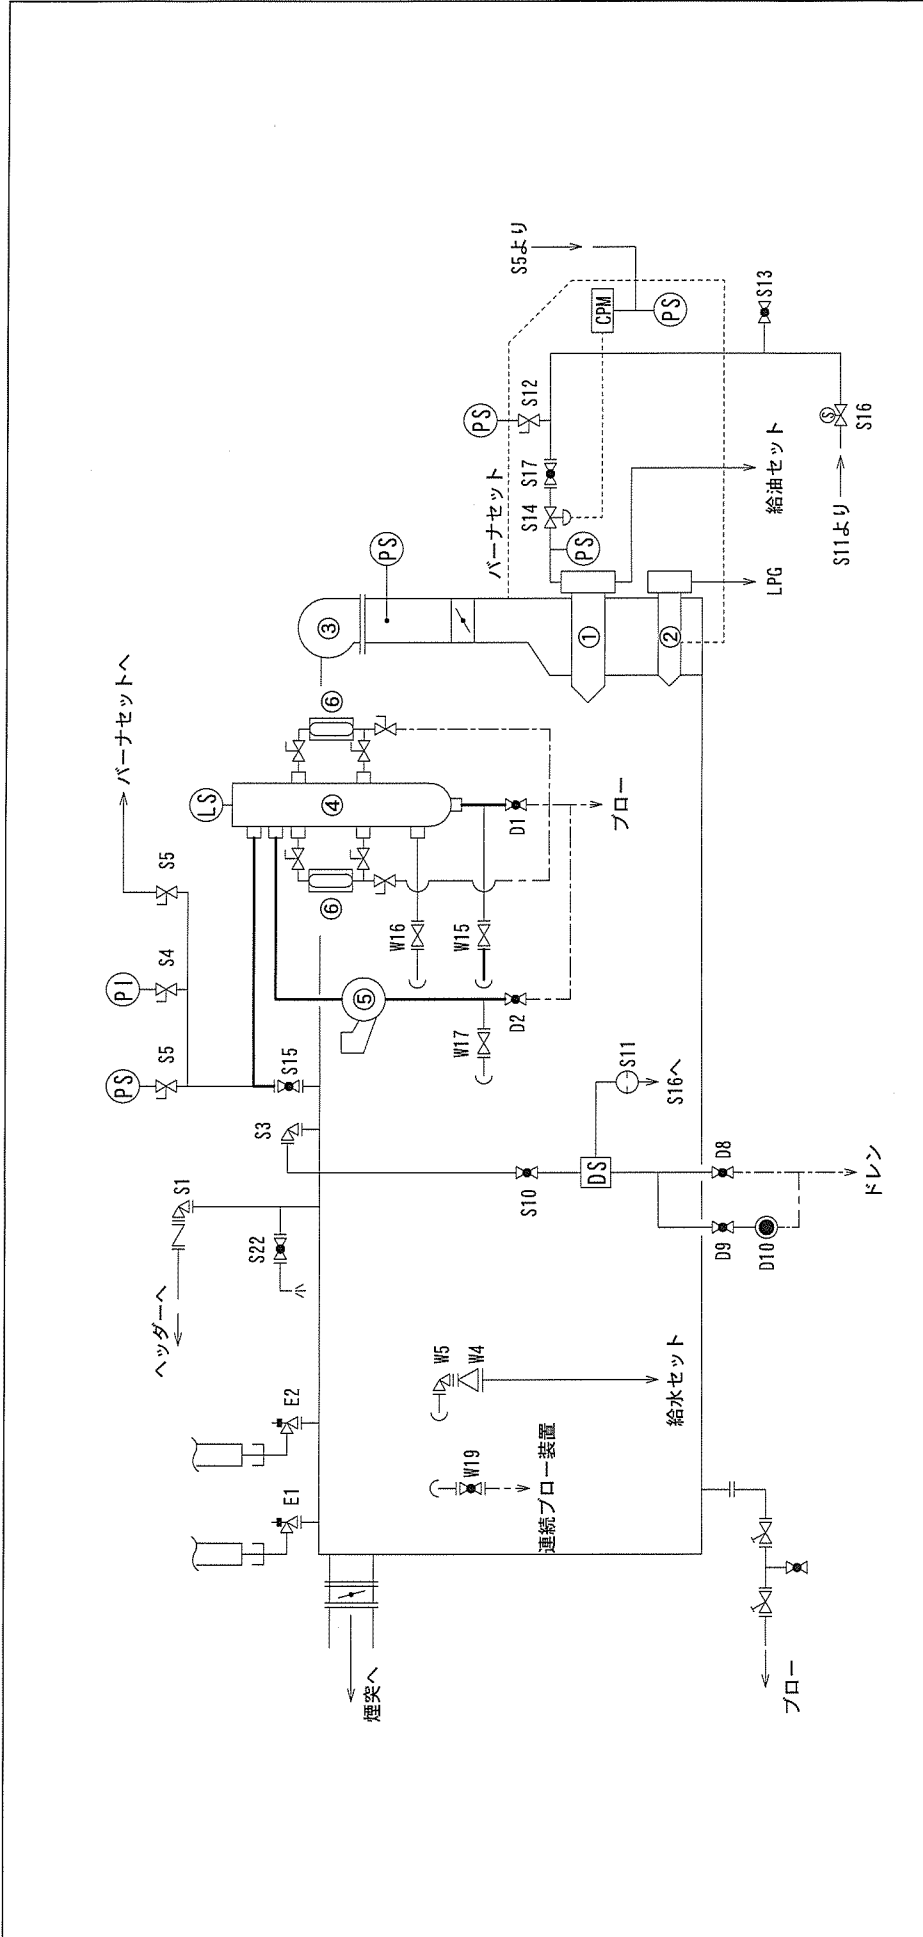 バーナセットへ
PS
S5
PI
S4
S5
LS
④
⑥
⑥
③
PS
バーナセット
PS
S12
S17
S14
PS
CPM
PS
S5より
S13
S
S16
S11より
給油セット
LPG
①
②
S15
⑤
W16
W15
W17
D1
D2
ブロー
S3
S1
S22
ヘッダーへ
S10
DS
S11
S16へ
D8
D9
D10
ドレン
E2
E1
W5
W4
給水セット
W19
連続ブロー装置
煙突へ
ブロー